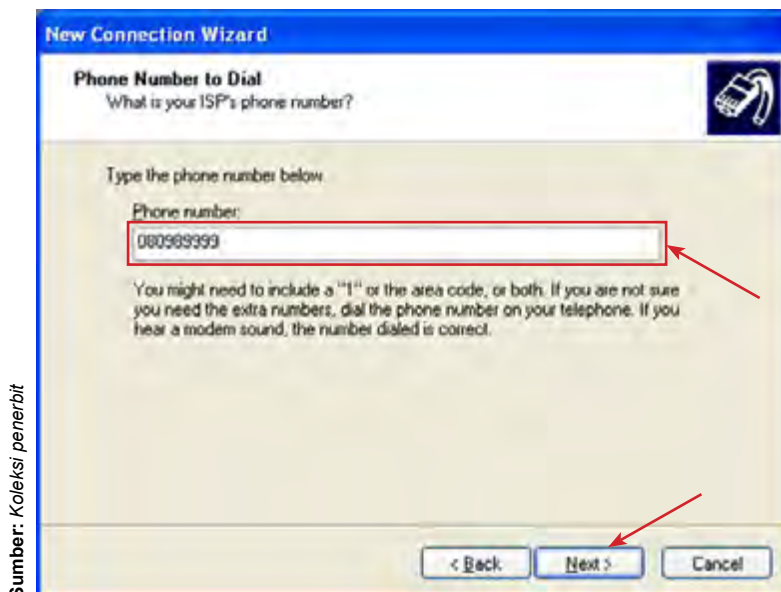 New Connection Wizard
Phone Number to Dial
What is your ISP's phone number?
Type the phone number below.
Phone number:
080989999
You might need to include a "1" or the area code, or both. If you are not sure
you need the extra numbers, dial the phone number on your telephone. If you
hear a modem sound, the number dialed is correct.
< Back
Next >
Cancel
Sumber: Koleksi penerbit